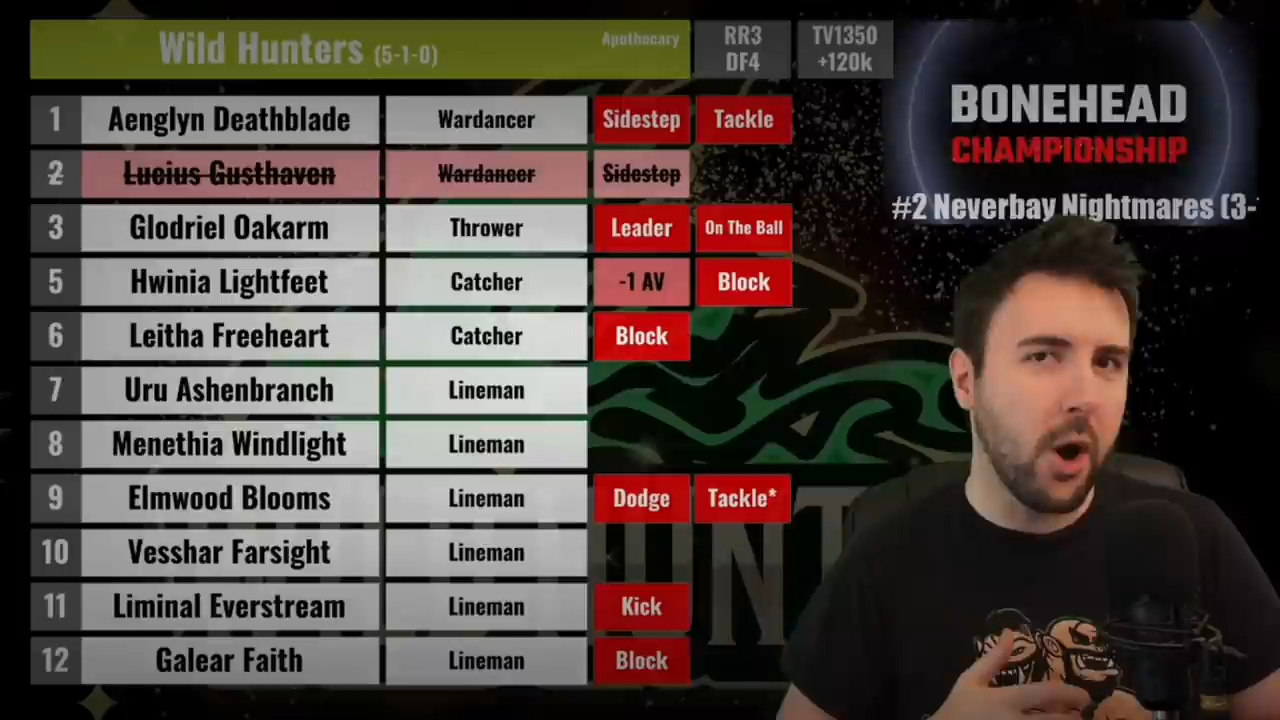 Wild Hunters (5-1-0) Apothocary RR3 TV1350
DF4 +120k
1 Aenglyn Deathblade Wardancer Sidestep Tackle
2 Lucius Gusthaven Wardancer Sidestep
3 Glodriel Oakarm Thrower Leader On The Ball
5 Hwinia Lightfeet Catcher -1 AV Block
6 Leitha Freeheart Catcher Block
7 Uru Ashenbranch Lineman
8 Menethia Windlight Lineman
9 Elmwood Blooms Lineman Dodge Tackle*
10 Vesshar Farsight Lineman
11 Liminal Everstream Lineman Kick
12 Galear Faith Lineman Block
BONEHEAD
CHAMPIONSHIP
#2 Neverbay Nightmares (3-